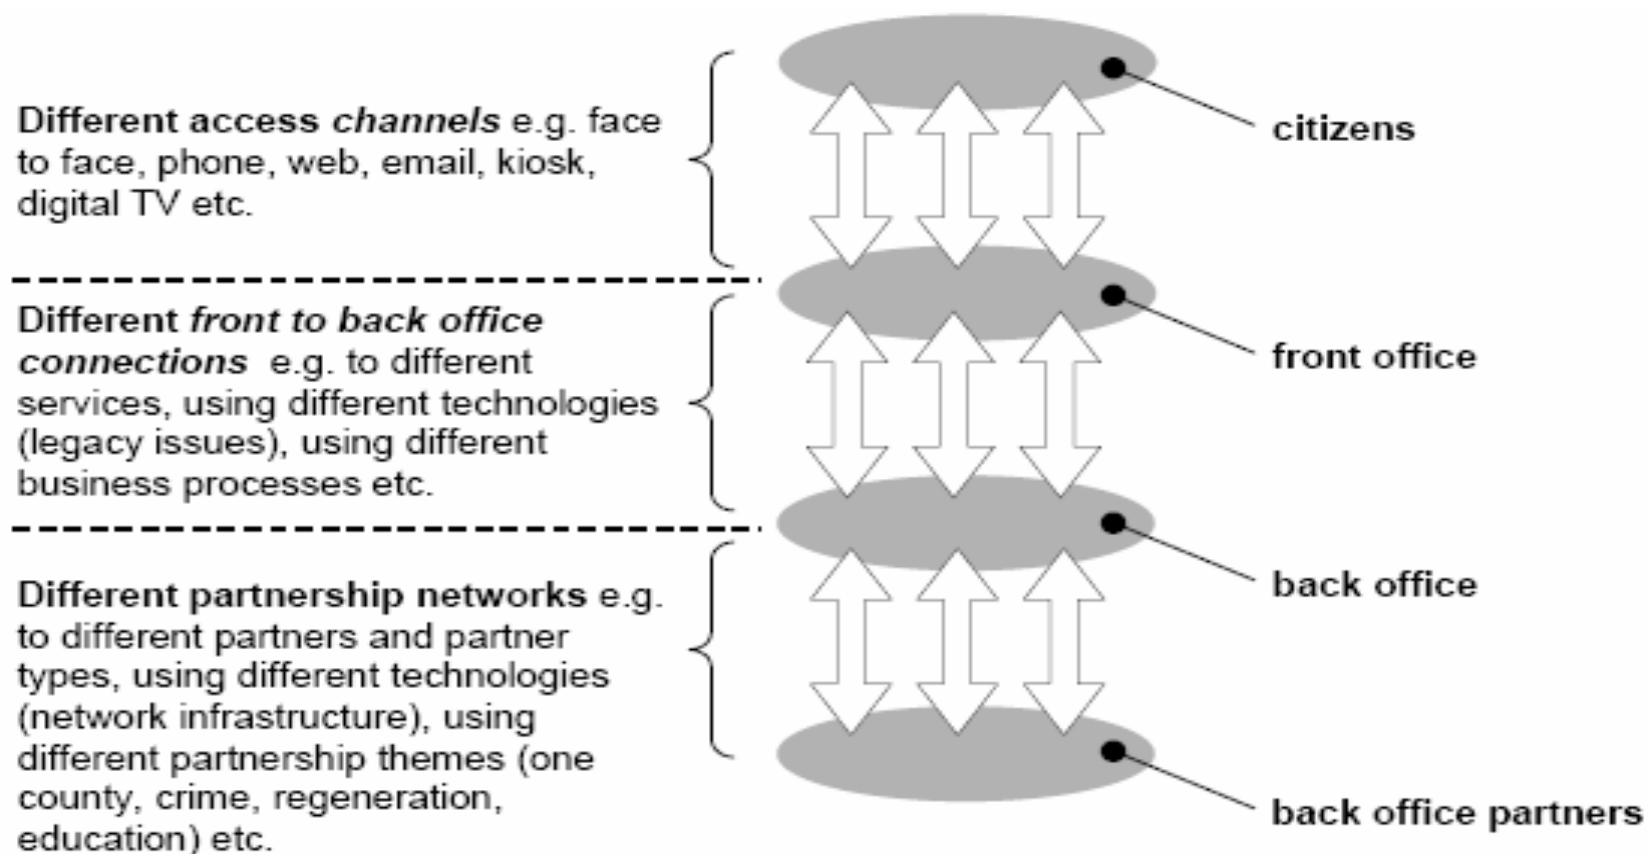 Different access channels e.g. face
to face, phone, web, email, kiosk,
digital TV etc.
citizens
Different front to back office
connections e.g. to different
services, using different technologies
(legacy issues), using different
business processes etc.
front office
Different partnership networks e.g.
to different partners and partner
types, using different technologies
(network infrastructure), using
different partnership themes (one
county, crime, regeneration,
education) etc.
back office
back office partners